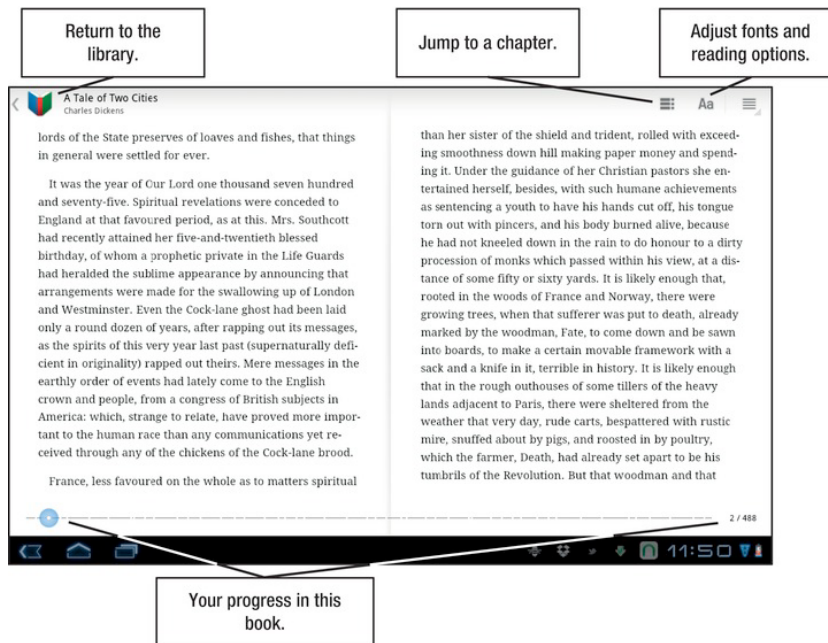 Return to the
library.
Jump to a chapter.
Adjust fonts and
reading options.
A Tale of Two Cities
Charles Dickens
Aa
lords of the State preserves of loaves and fishes, that things
in general were settled for ever.
It was the year of Our Lord one thousand seven hundred
and seventy-five. Spiritual revelations were conceded to
England at that favoured period, as at this. Mrs. Southcott
had recently attained her five-and-twentieth blessed
birthday, of whom a prophetic private in the Life Guards
had heralded the sublime appearance by announcing that
arrangements were made for the swallowing up of London
and Westminster. Even the Cock-lane ghost had been laid
only a round dozen of years, after rapping out its messages,
as the spirits of this very year last past (supernaturally defi-
cient in originality) rapped out theirs. Mere messages in the
earthly order of events had lately come to the English
crown and people, from a congress of British subjects in
America: which, strange to relate, have proved more impor-
tant to the human race than any communications yet re-
ceived through any of the chickens of the Cock-lane brood.
France, less favoured on the whole as to matters spiritual
than her sister of the shield and trident, rolled with exceed-
ing smoothness down hill making paper money and spend-
ing it. Under the guidance of her Christian pastors she en-
tertained herself, besides, with such humane achievements
as sentencing a youth to have his hands cut off, his tongue
torn out with pincers, and his body burned alive, because
he had not kneeled down in the rain to do honour to a dirty
procession of monks which passed within his view, at a dis-
tance of some fifty or sixty yards. It is likely enough that,
rooted in the woods of France and Norway, there were
growing trees, when that sufferer was put to death, already
marked by the woodman, Fate, to come down and be sawn
into boards, to make a certain movable framework with a
sack and a knife in it, terrible in history. It is likely enough
that in the rough outhouses of some tillers of the heavy
lands adjacent to Paris, there were sheltered from the
weather that very day, rude carts, bespattered with rustic
mire, snuffed about by pigs, and roosted in by poultry,
which the farmer, Death, had already set apart to be his
tumbrils of the Revolution. But that woodman and that
2 / 488
11:50
Your progress in this
book.